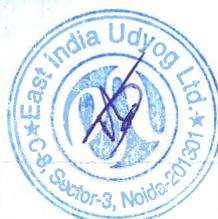 ★ East India Udyog Ltd. ★
C-8, Sector-3, Noida-201301